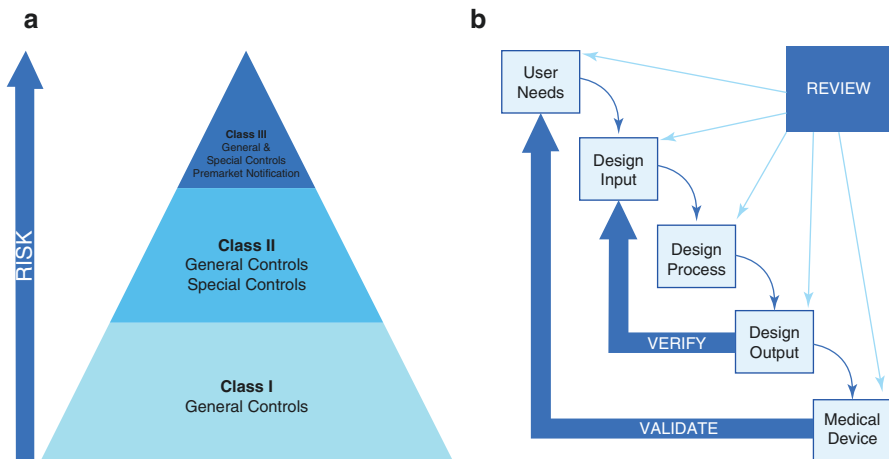 a
RISK
Class III
General &
Special Controls
Premarket Notification
Class II
General Controls
Special Controls
Class I
General Controls
b
User
Needs
REVIEW
Design
Input
Design
Process
Design
Output
VERIFY
Medical
Device
VALIDATE